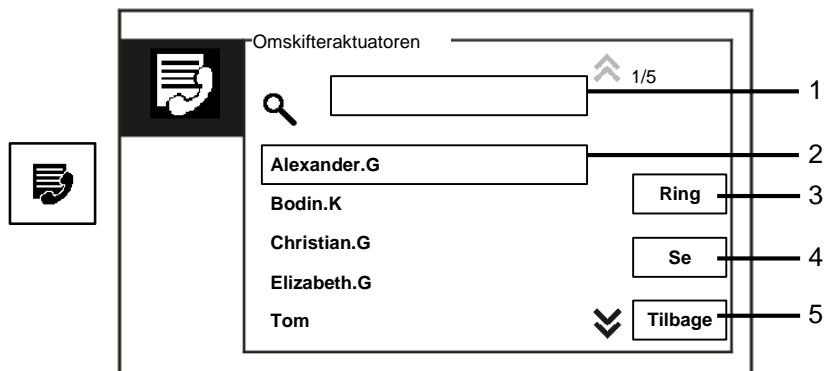 Omskifteraktuatoren
1/5
1
Alexander.G
2
Bodin.K
Ring
3
Christian.G
Se
4
Elizabeth.G
Tom
Tilbage
5